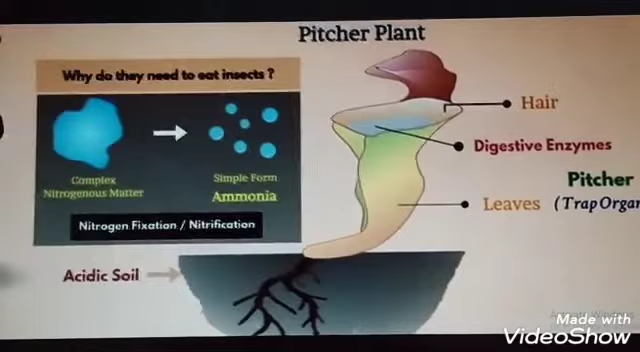 Pitcher Plant
Why do they need to eat insects ?
Complex
Nitrogenous Matter
Simple Form
Ammonia
Nitrogen Fixation / Nitrification
Hair
Digestive Enzymes
Pitcher
Leaves (Trap Organ
Acidic Soil
Made with
VideoShow